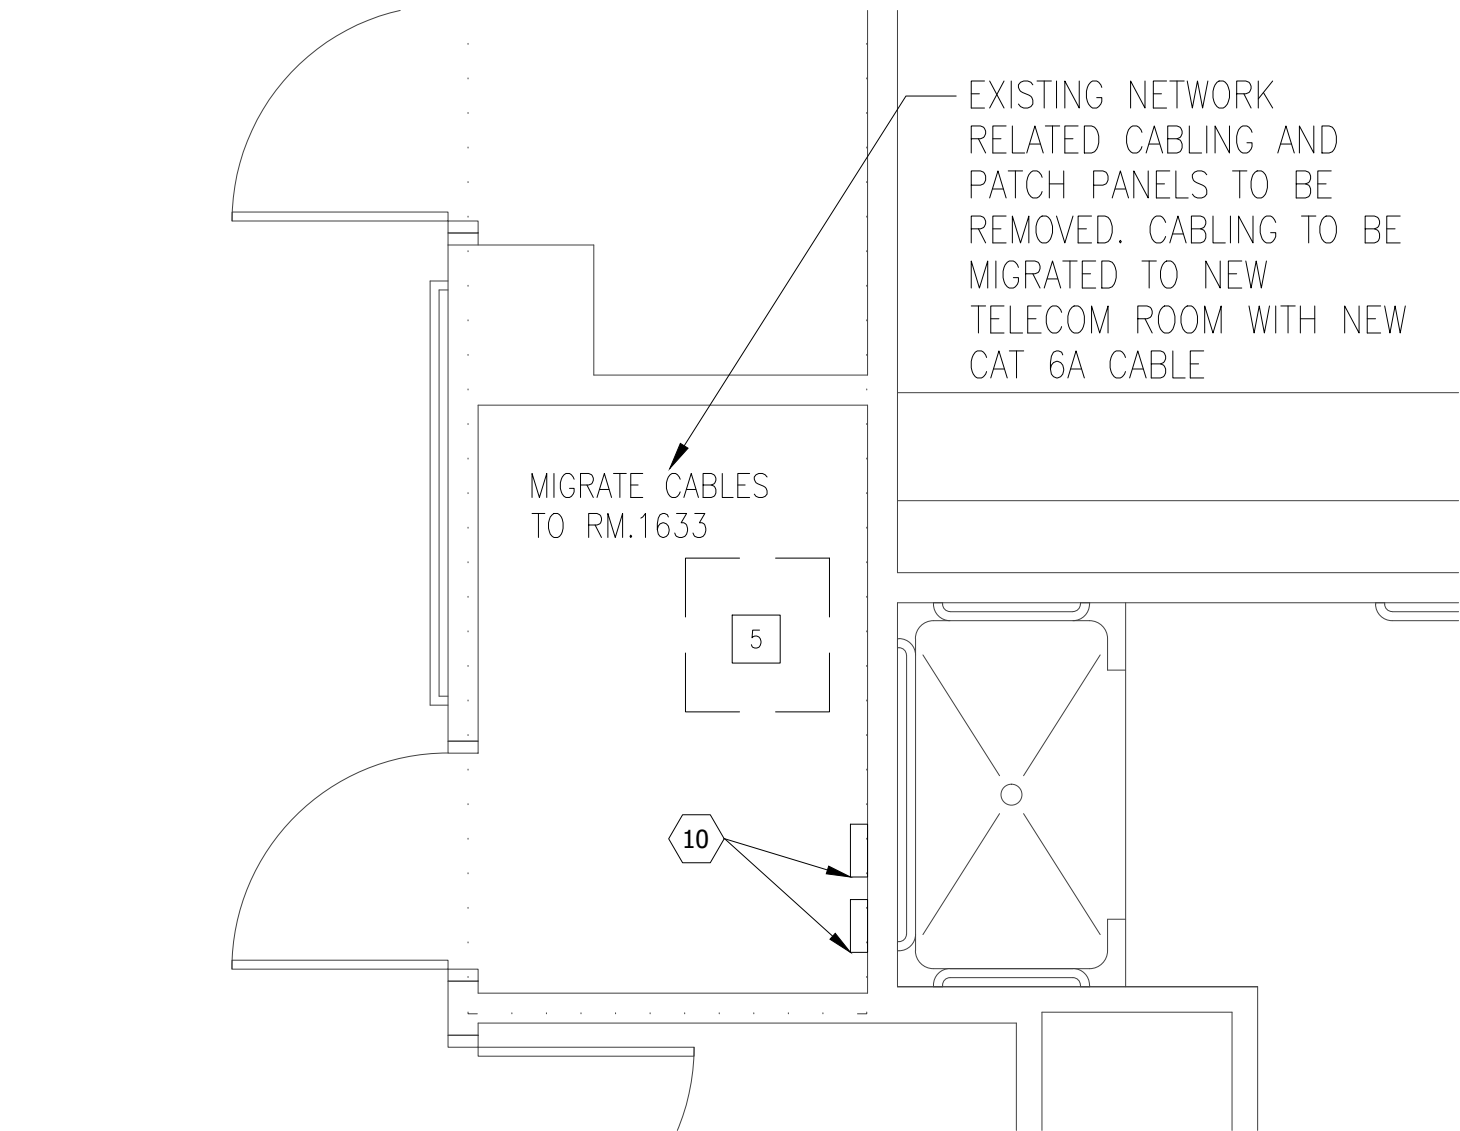 EXISTING NETWORK
RELATED CABLING AND
PATCH PANELS TO BE
REMOVED. CABLING TO BE
MIGRATED TO NEW
TELECOM ROOM WITH NEW
CAT 6A CABLE
MIGRATE CABLES
TO RM.1633
5
10